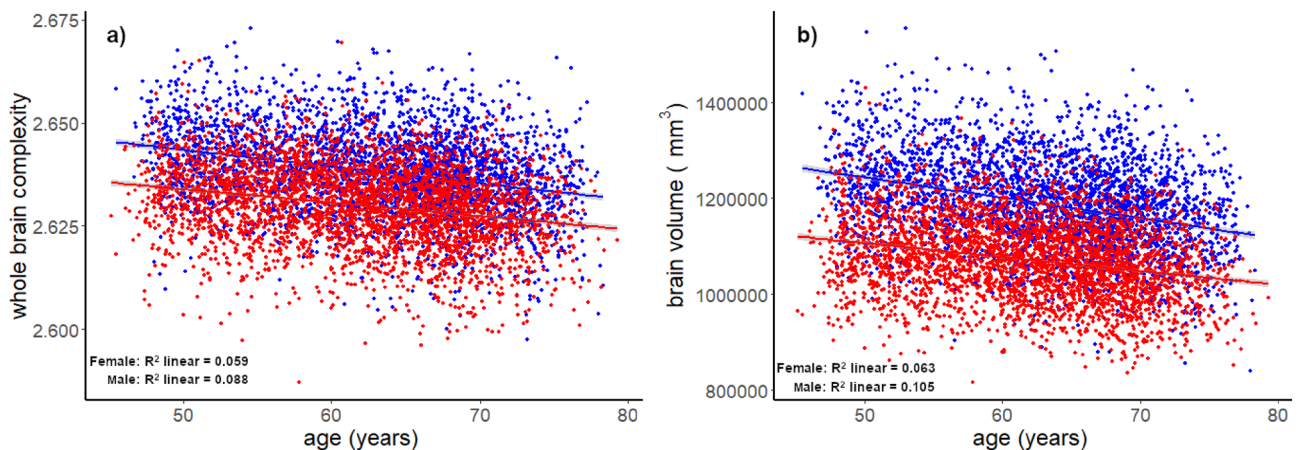 a)
whole brain complexity
2.675
2.650
2.625
2.600
Female: R² linear = 0.059
Male: R² linear = 0.088
50
60
70
80
age (years)
b)
brain volume ( mm³)
1400000
1200000
1000000
800000
Female: R² linear = 0.063
Male: R² linear = 0.105
50
60
70
80
age (years)